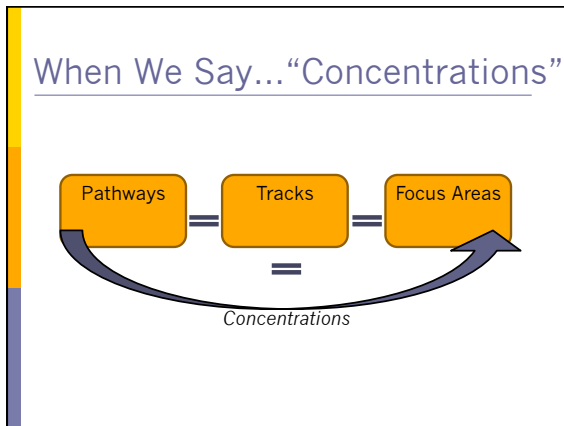 When We Say…“Concentrations”
Pathways = Tracks = Focus Areas
=
Concentrations